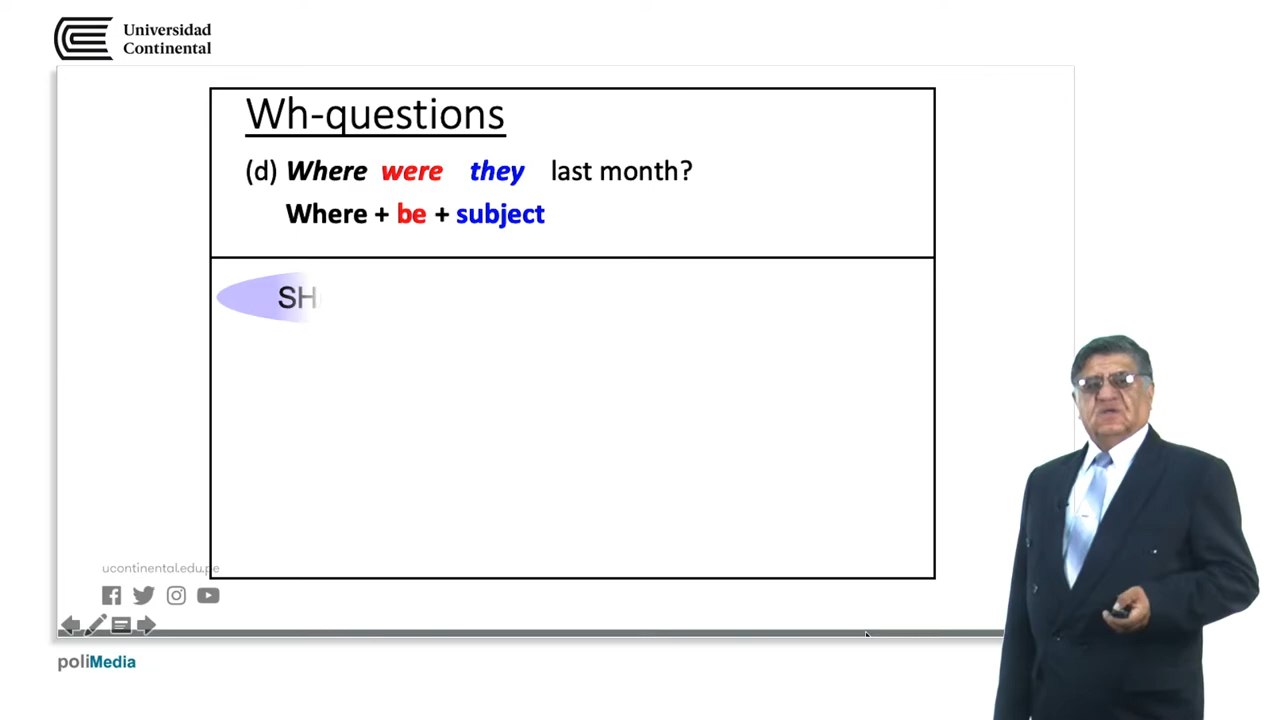 Universidad
Continental
Wh-questions
(d) Where were they last month?
Where + be + subject
SH
ucontinental.edu.pe
poliMedia